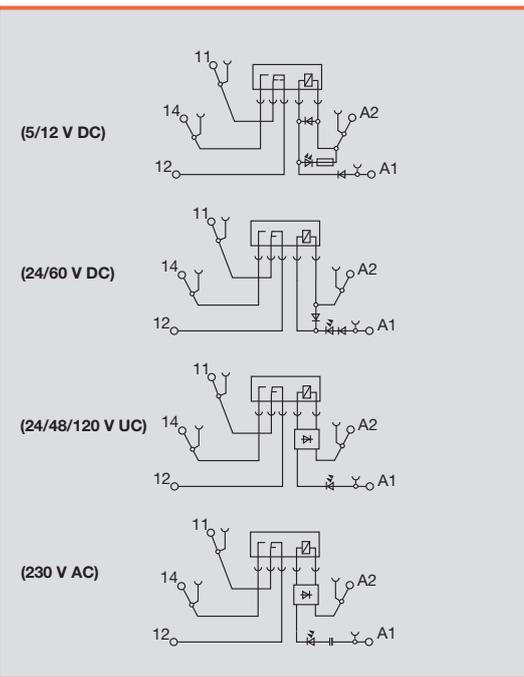 11
14
A2
(5/12 V DC)
12
A1
11
14
A2
(24/60 V DC)
12
A1
11
14
A2
(24/48/120 V UC)
12
A1
11
14
A2
(230 V AC)
12
A1